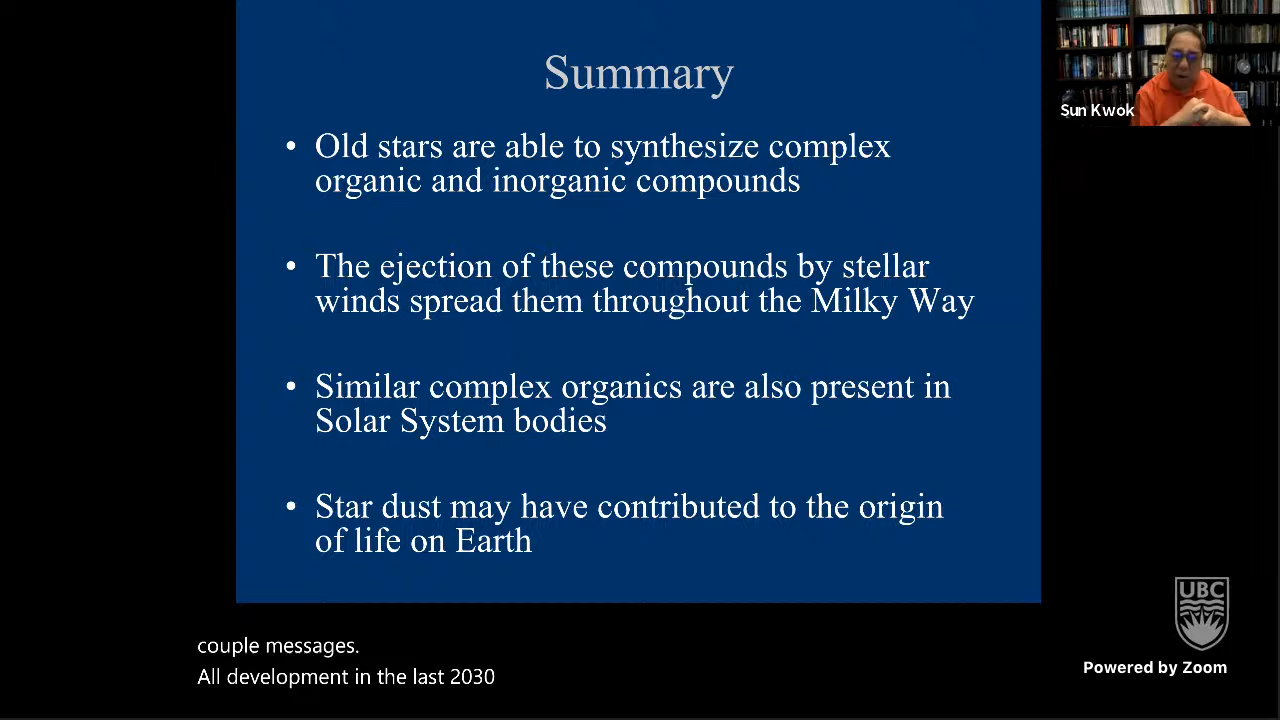 Summary
Sun Kwok
• Old stars are able to synthesize complex
organic and inorganic compounds
• The ejection of these compounds by stellar
winds spread them throughout the Milky Way
• Similar complex organics are also present in
Solar System bodies
• Star dust may have contributed to the origin
of life on Earth
UBC
couple messages.
Powered by Zoom
All development in the last 2030